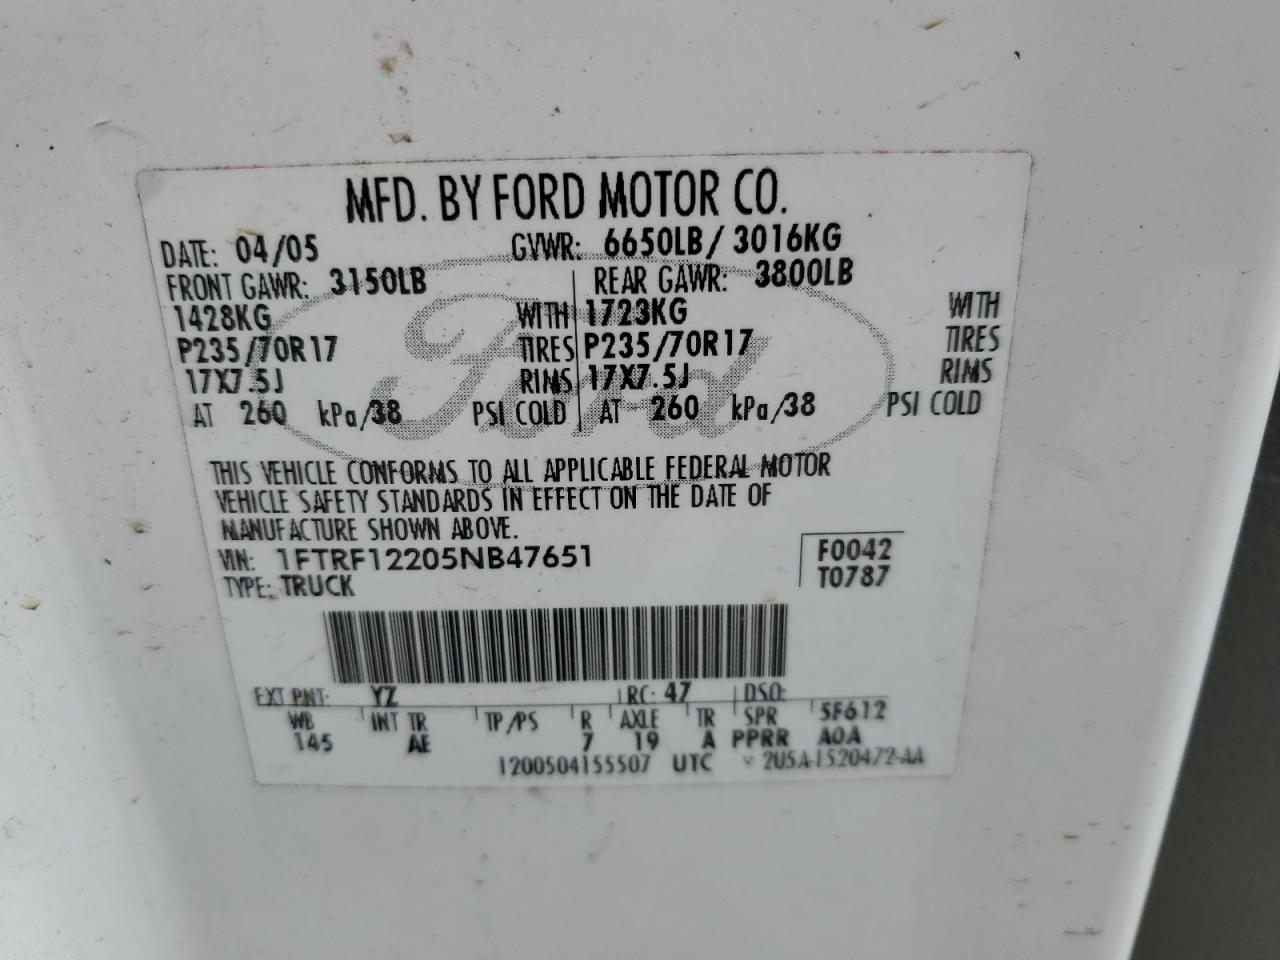 MFD. BY FORD MOTOR CO.
DATE: 04/05 GVWR: 6650LB/ 3016KG
FRONT GAWR: 3150LB REAR GAWR: 3800LB
1428KG WITH 1723KG WITH
P235/70R17 TIRES P235/70R17 TIRES
17X7.5J RIMS 17X7.5J RIMS
AT 260 kPa/38 PSI COLD AT 260 kPa/38 PSI COLD
Ford
THIS VEHICLE CONFORMS TO ALL APPLICABLE FEDERAL MOTOR
VEHICLE SAFETY STANDARDS IN EFFECT ON THE DATE OF
MANUFACTURE SHOWN ABOVE.
VIN: 1FTRF12205NB47651 F0042
TYPE: TRUCK T0787
EXT PNT: YZ RC: 47 DSO:
WB INT TR TP/PS R AXLE TR SPR 5F612
145 AE 7 19 A PPRR A0A
1200504155507 UTC v 2U5A-1520472-AA